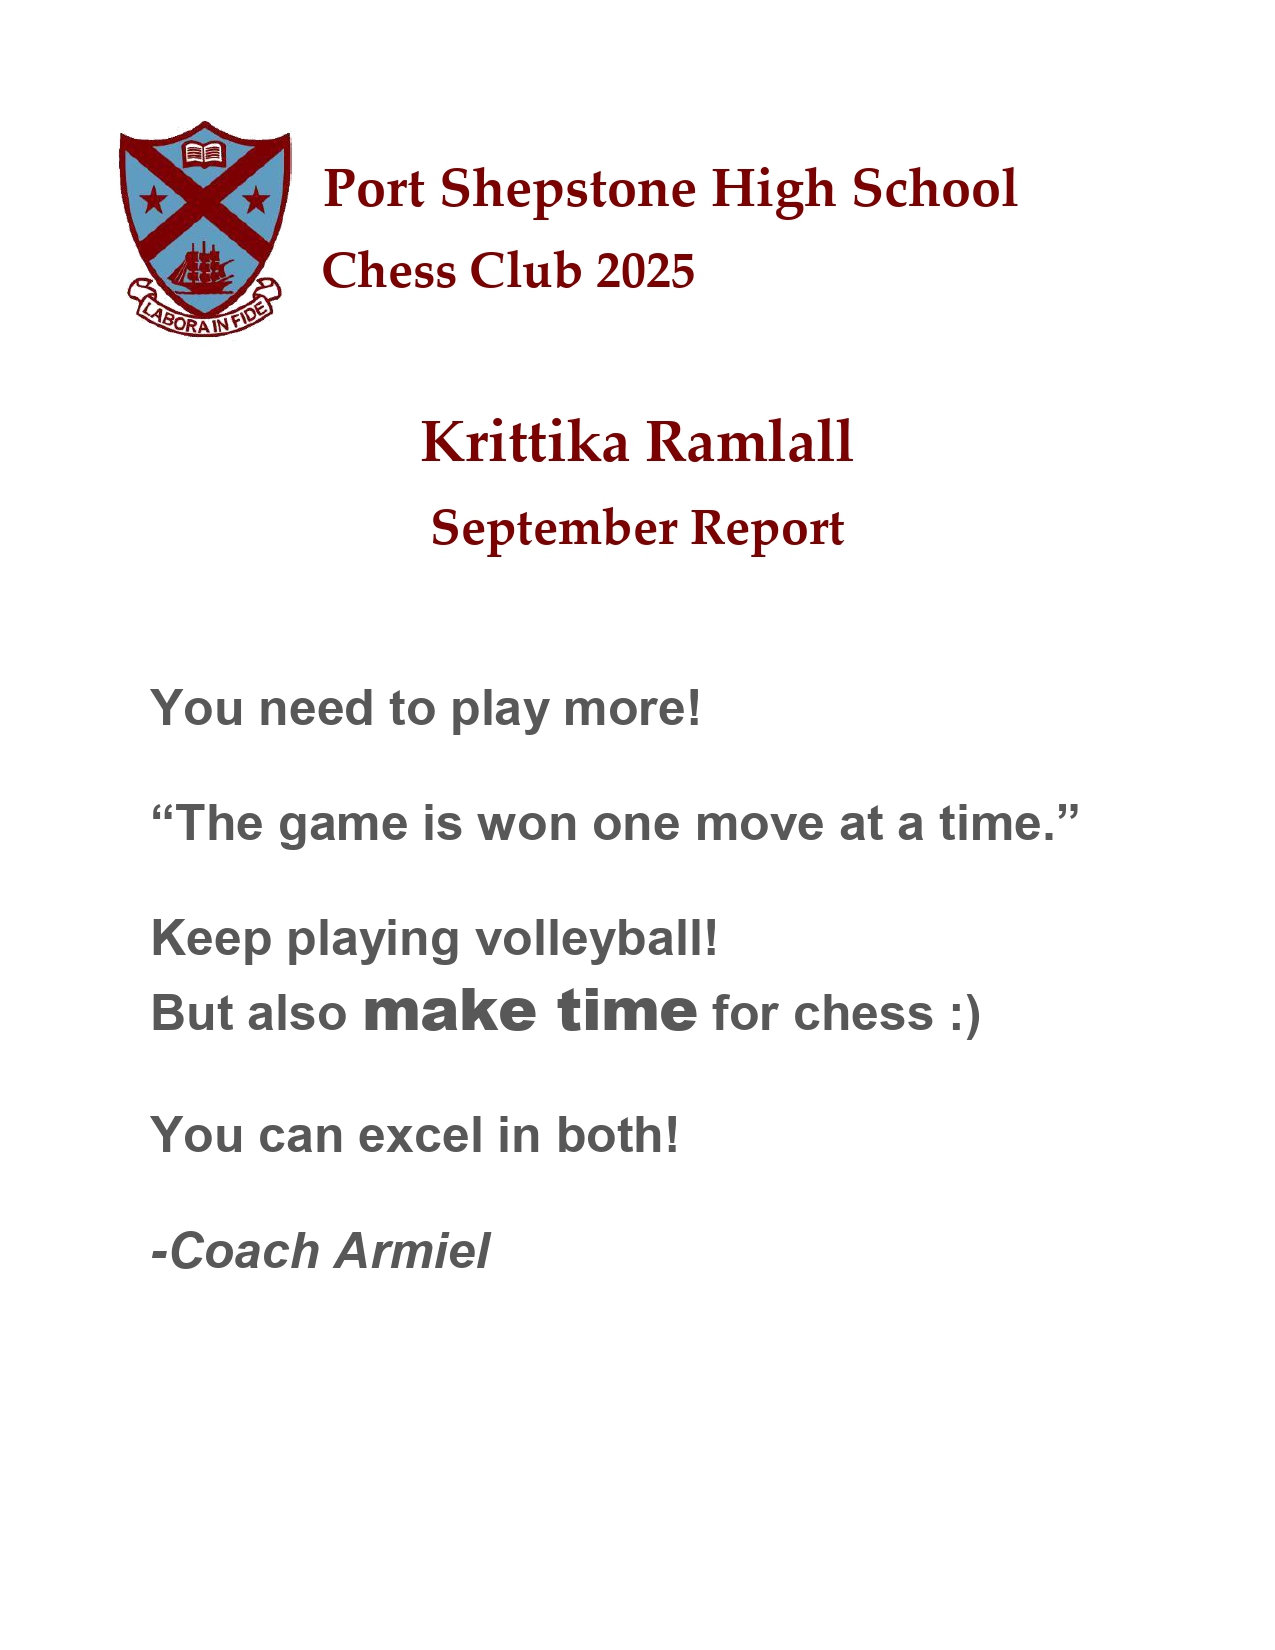 Port Shepstone High School
Chess Club 2025
LABORA IN FIDE
Krittika Ramlall
September Report
You need to play more!
“The game is won one move at a time.”
Keep playing volleyball!
But also make time for chess :)
You can excel in both!
-Coach Armiel